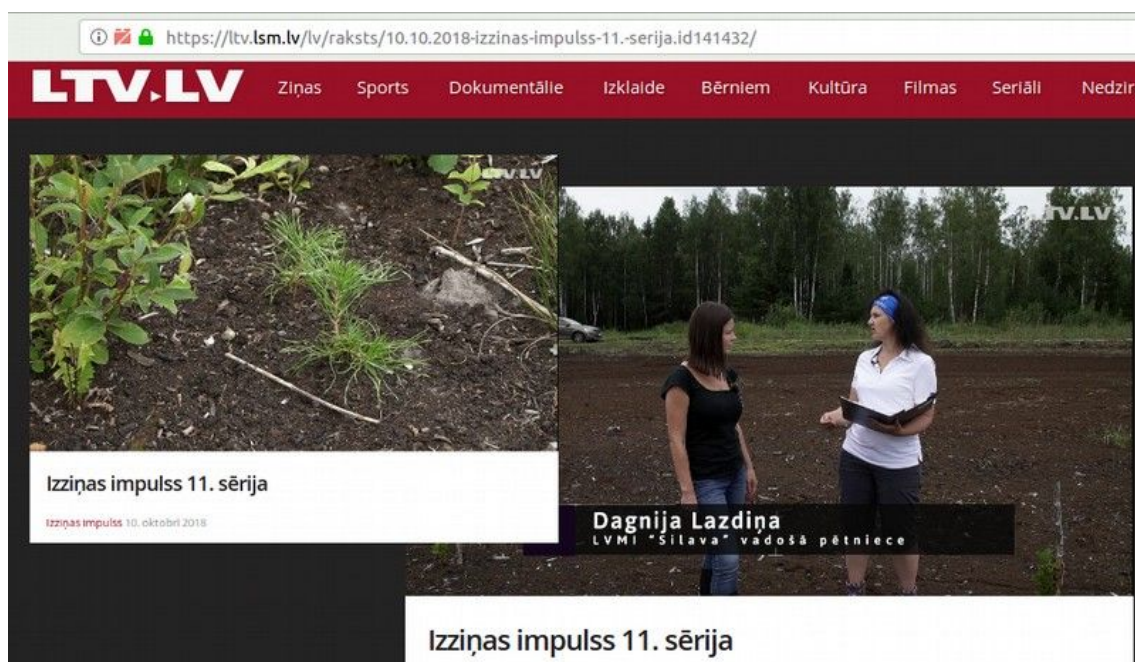 https://ltv.lsm.lv/lv/raksts/10.10.2018-izzinas-impulss-11.-serija.id141432/
LTV.LV Ziņas Sports Dokumentālie Izklaide Bērniem Kultūra Filmas Seriāli Nedzir
LTV.LV
Izziņas impulss 11. sērija
Izziņas impulss 10. oktobrī 2018
TV.LV
Dagnija Lazdiņa
LVMI "Silava" vadošā pētniece
Izziņas impulss 11. sērija